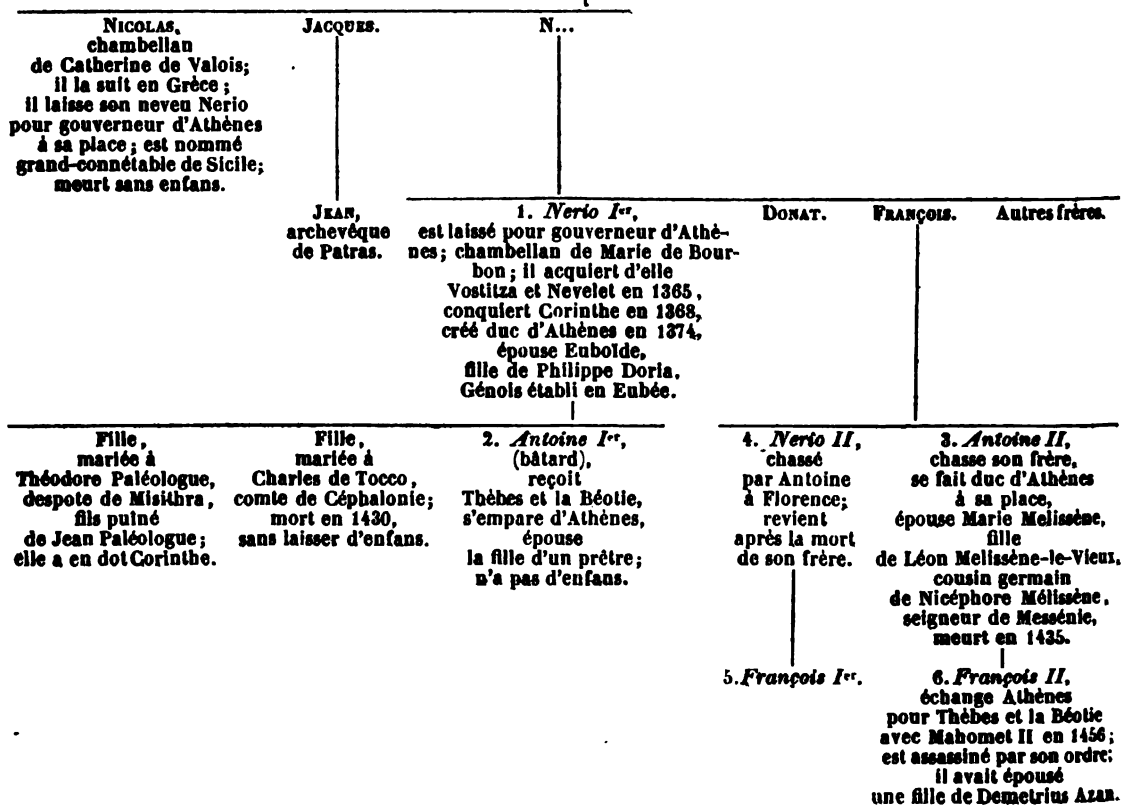 NICOLAS,
chambellan
de Catherine de Valois;
il la suit en Grèce;
il laisse son neveu Nerio
pour gouverneur d'Athènes
à sa place; est nommé
grand-connétable de Sicile;
meurt sans enfans.
JACQUES.
N...
JEAN,
archevêque
de Patras.
1. Nerio Ier,
est laissé pour gouverneur d'Athè-
nes; chambellan de Marie de Bour-
bon; il acquiert d'elle
Vostitza et Nevelet en 1365,
conquiert Corinthe en 1368,
créé duc d'Athènes en 1374,
épouse Euboïde,
fille de Philippe Doria,
Génois établi en Eubée.
DONAT.
FRANÇOIS.
Autres frères.
Fille,
mariée à
Théodore Paléologue,
despote de Misithra,
fils puîné
de Jean Paléologue;
elle a en dot Corinthe.
Fille,
mariée à
Charles de Tocco,
comte de Céphalonie;
mort en 1430,
sans laisser d'enfans.
2. Antoine Ier,
(bâtard),
reçoit
Thèbes et la Béotie,
s'empare d'Athènes,
épouse
la fille d'un prêtre;
n'a pas d'enfans.
4. Nerio II,
chassé
par Antoine
à Florence;
revient
après la mort
de son frère.
3. Antoine II,
chasse son frère,
se fait duc d'Athènes
à sa place,
épouse Marie Melissène,
fille
de Léon Melissène-le-Vieux,
cousin germain
de Nicéphore Mélissène,
seigneur de Messénie,
meurt en 1435.
5. François Ier.
6. François II,
échange Athènes
pour Thèbes et la Béotie
avec Mahomet II en 1456;
est assassiné par son ordre;
il avait épousé
une fille de Demetrius Azan.